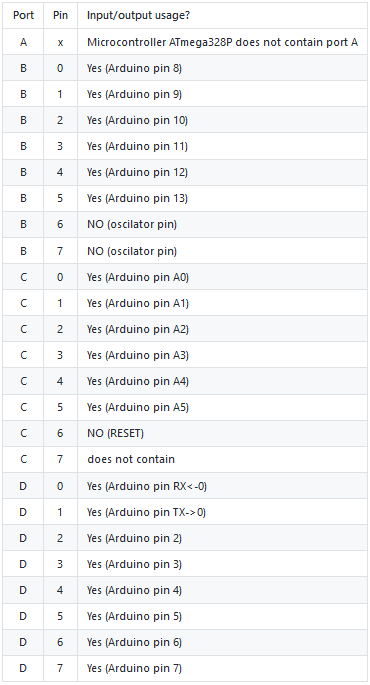 Port Pin Input/output usage?
A x Microcontroller ATmega328P does not contain port A
B 0 Yes (Arduino pin 8)
B 1 Yes (Arduino pin 9)
B 2 Yes (Arduino pin 10)
B 3 Yes (Arduino pin 11)
B 4 Yes (Arduino pin 12)
B 5 Yes (Arduino pin 13)
B 6 NO (oscilator pin)
B 7 NO (oscilator pin)
C 0 Yes (Arduino pin A0)
C 1 Yes (Arduino pin A1)
C 2 Yes (Arduino pin A2)
C 3 Yes (Arduino pin A3)
C 4 Yes (Arduino pin A4)
C 5 Yes (Arduino pin A5)
C 6 NO (RESET)
C 7 does not contain
D 0 Yes (Arduino pin RX<-0)
D 1 Yes (Arduino pin TX->0)
D 2 Yes (Arduino pin 2)
D 3 Yes (Arduino pin 3)
D 4 Yes (Arduino pin 4)
D 5 Yes (Arduino pin 5)
D 6 Yes (Arduino pin 6)
D 7 Yes (Arduino pin 7)